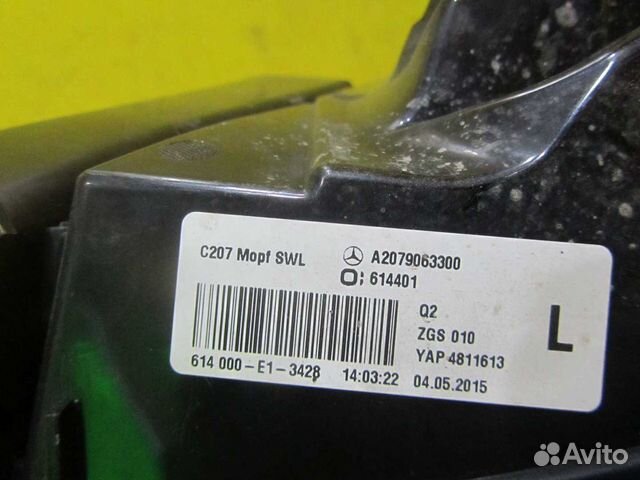 C207 Mopf SWL A2079063300
614401
Q2
ZGS 010
L
YAP 4811613
614 000-E1-3428 14:03:22 04.05.2015
Avito